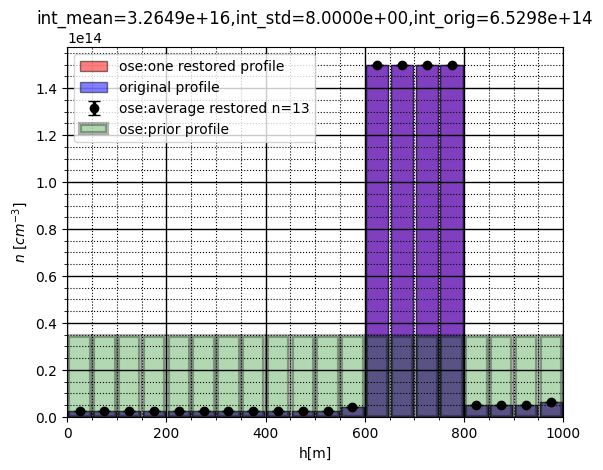 int_mean=3.2649e+16,int_std=8.0000e+00,int_orig=6.5298e+14
1e14
ose:one restored profile
original profile
ose:average restored n=13
ose:prior profile
1.4
1.2
1.0
0.8
0.6
0.4
0.2
0.0
n [cm⁻³]
0 200 400 600 800 1000
h[m]